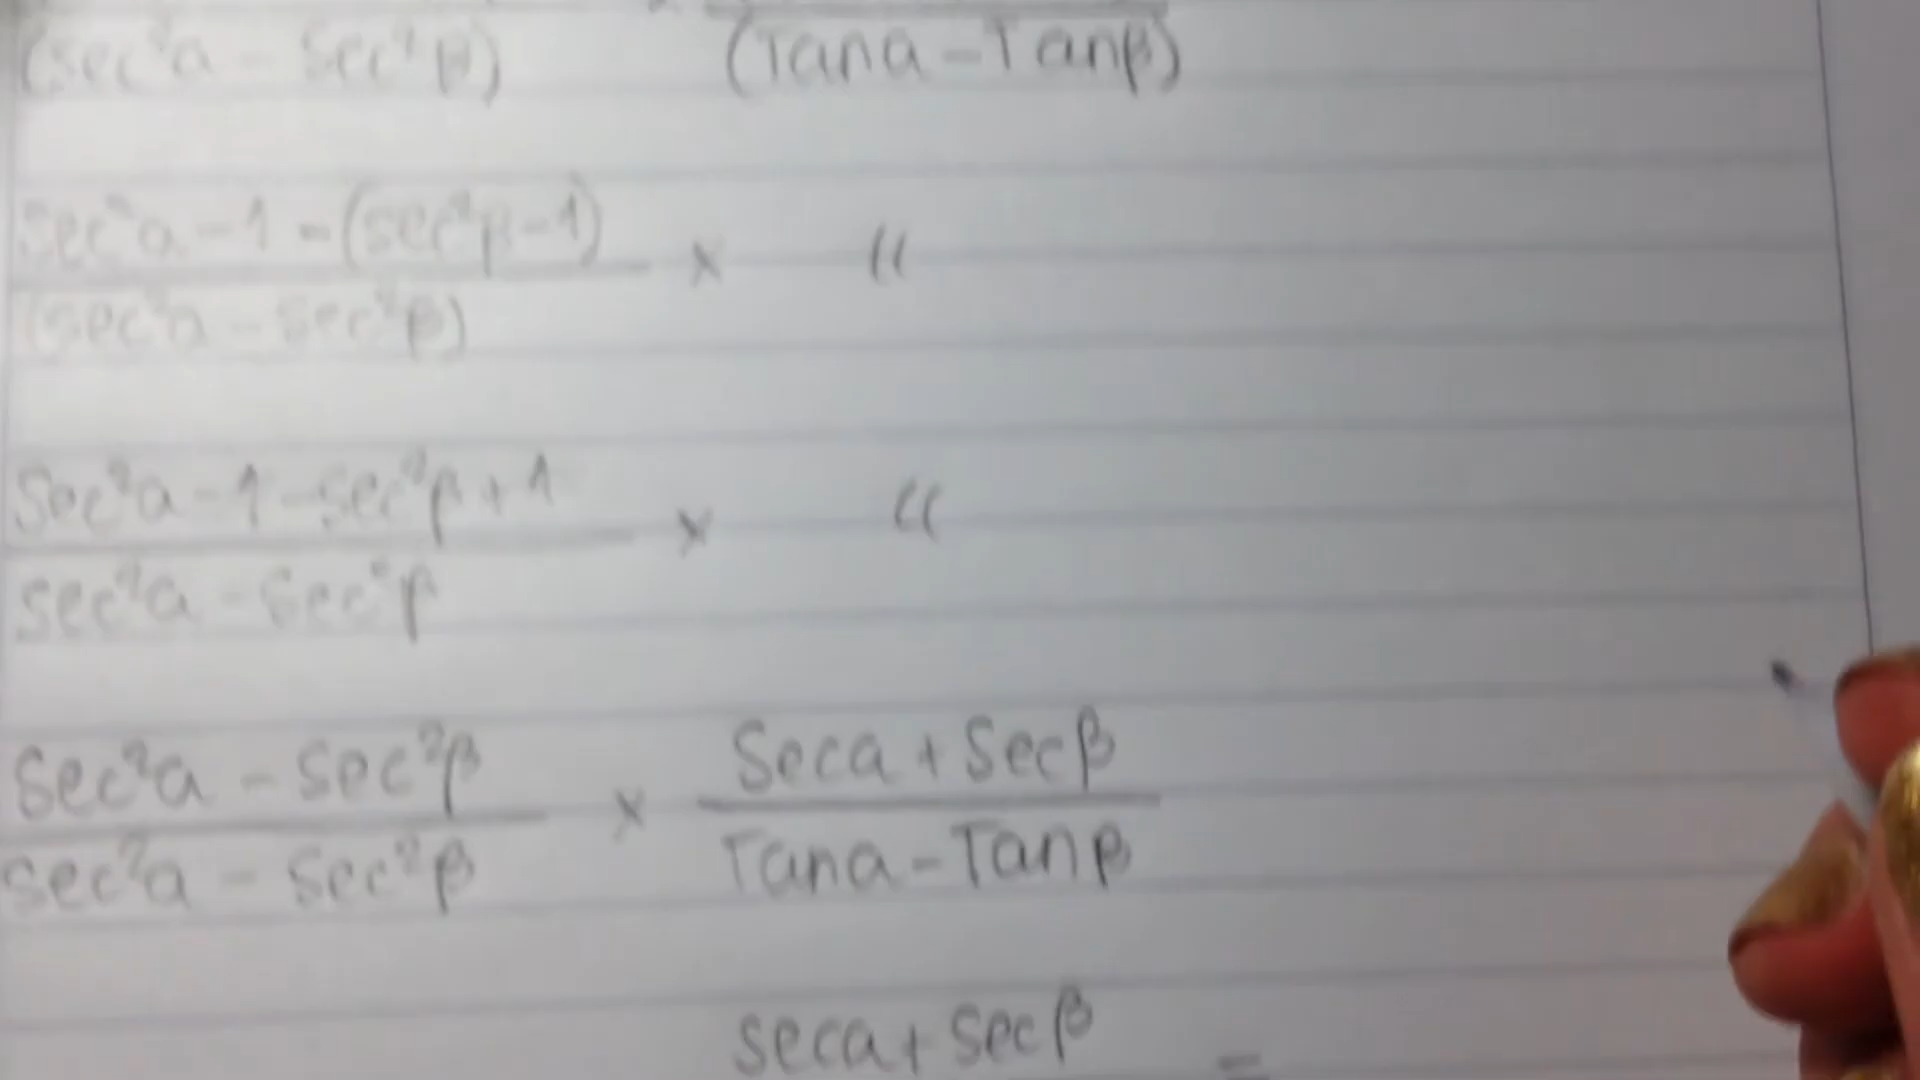 (sec²a - sec²β) (Tana - Tanβ)
sec²a - 1 - (sec²β - 1)
x "
(sec²a - sec²β)
sec²a - 1 - sec²β + 1
x "
sec²a - sec²β
sec²a - sec²β x seca + secβ
sec²a - sec²β Tana - Tanβ
seca + secβ =